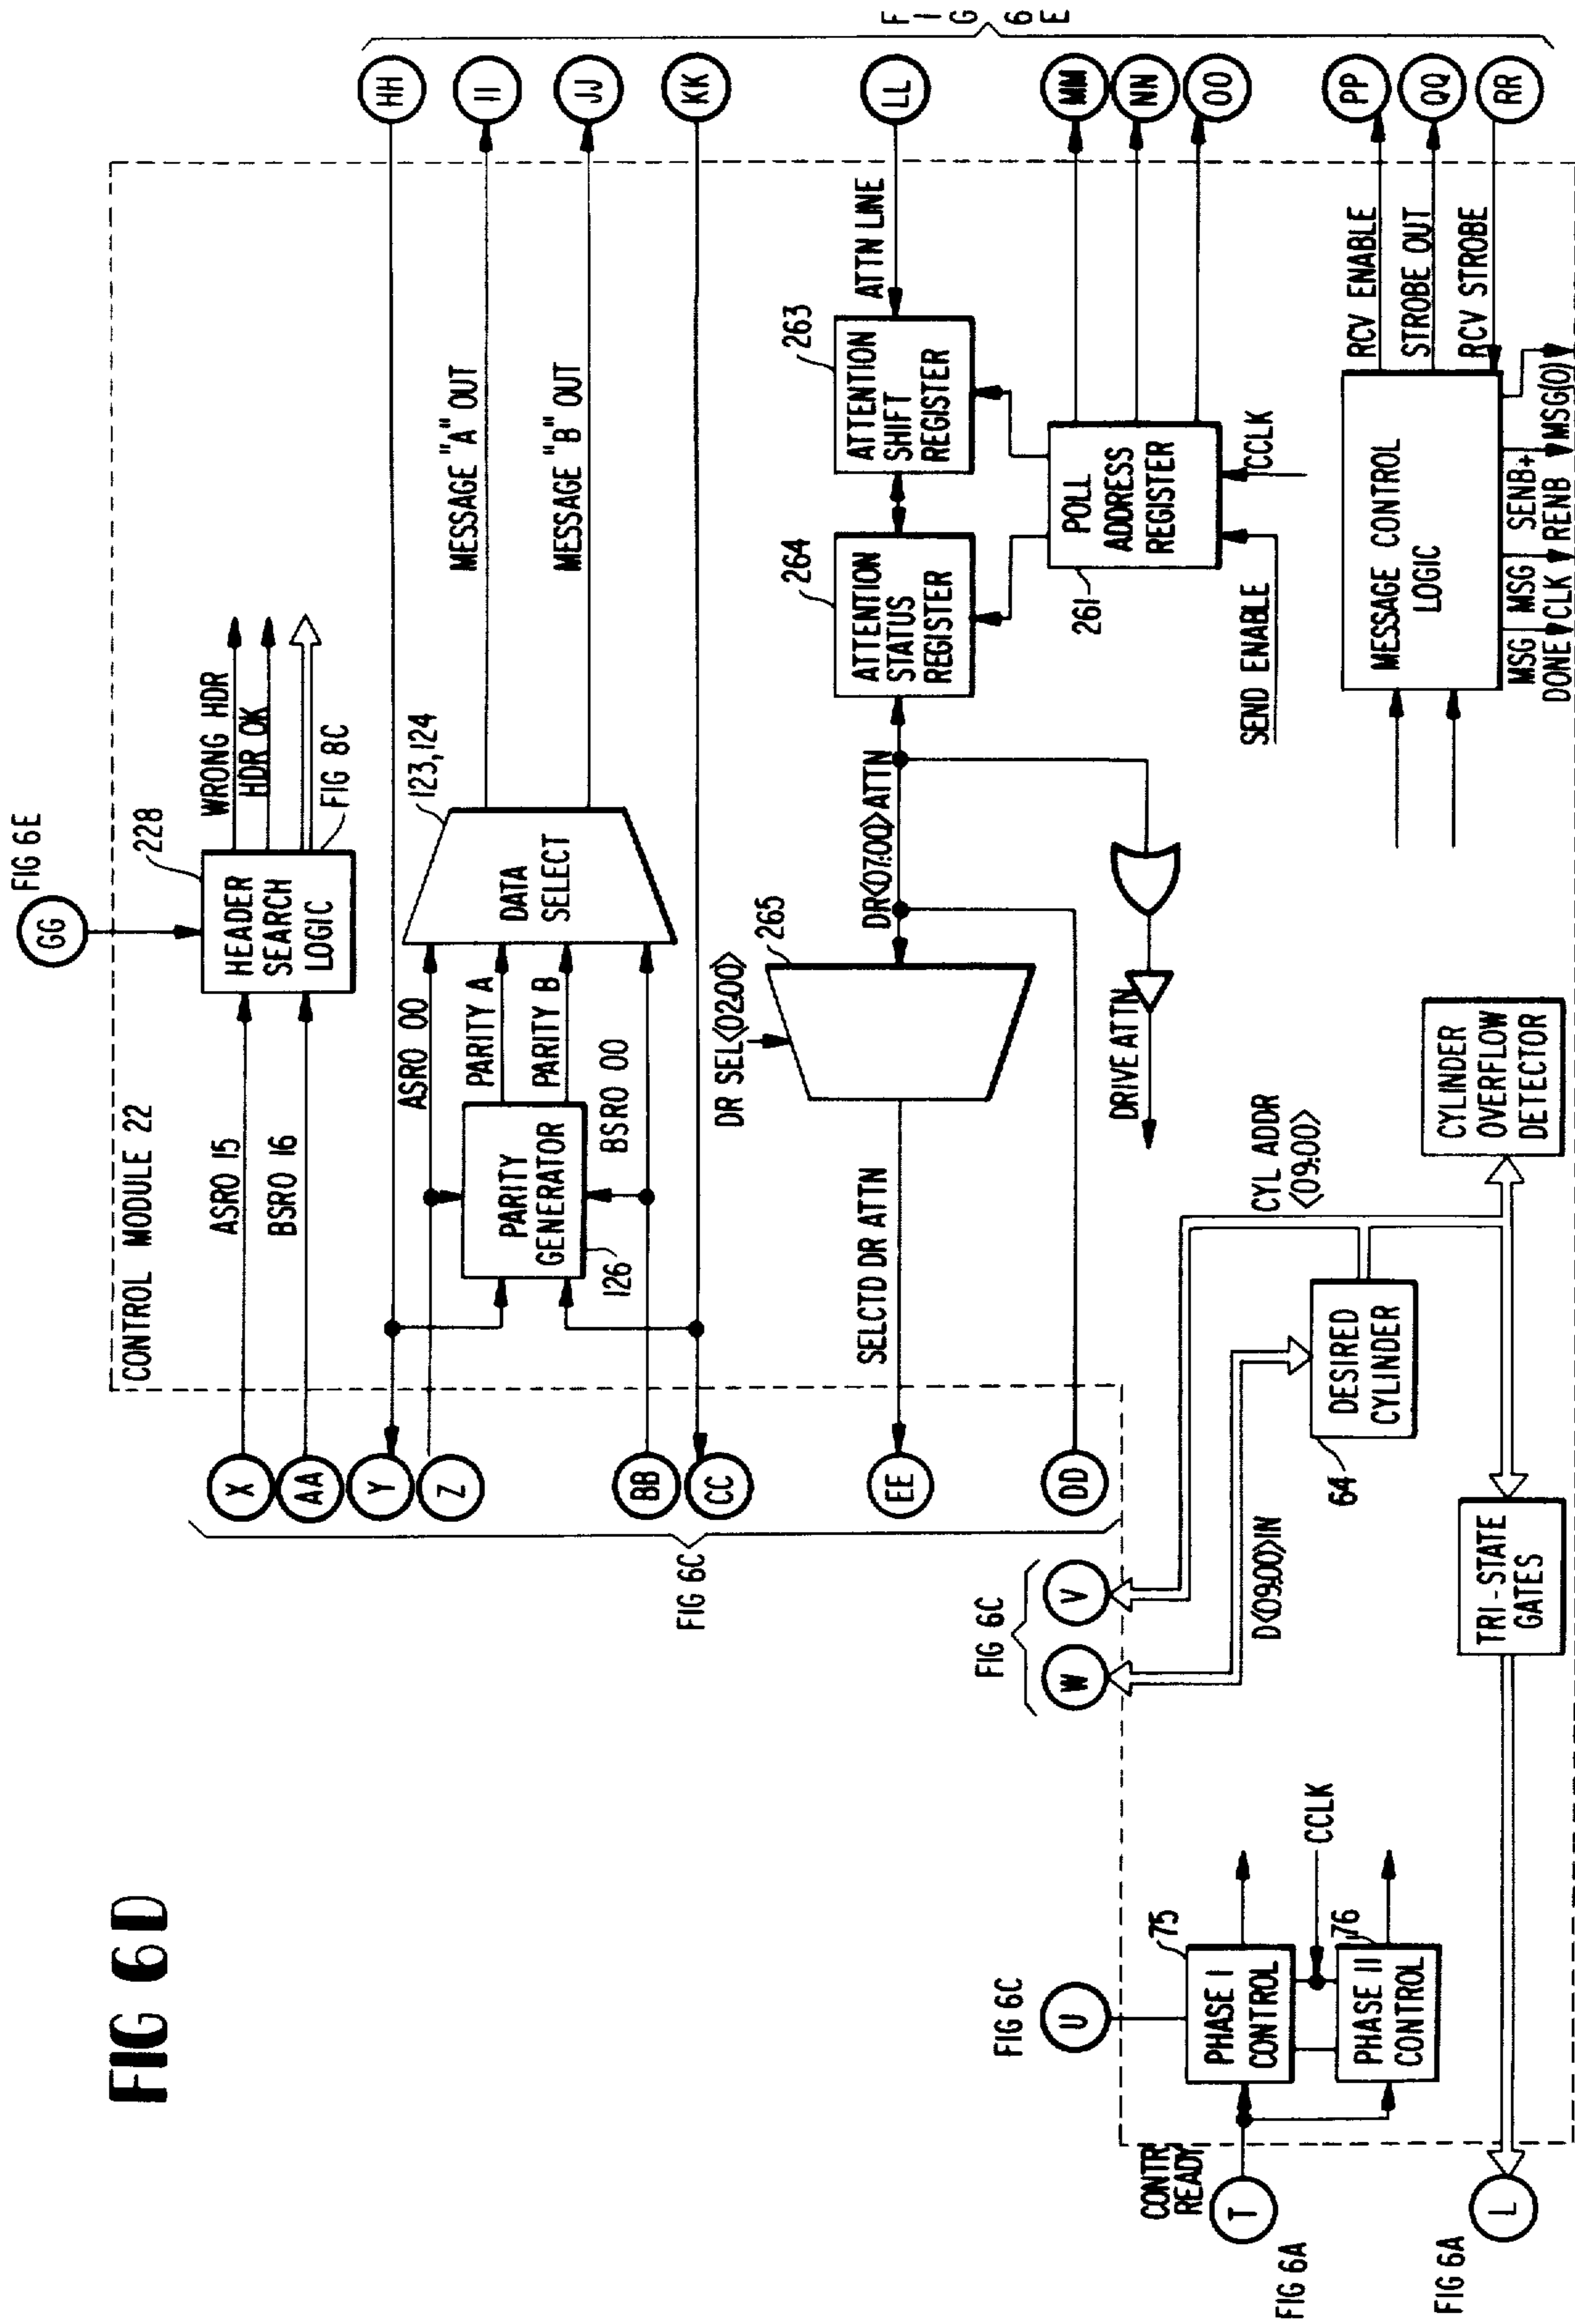 FIG 6D
FIG 6E
GG
CONTROL MODULE 22
228
HEADER
SEARCH
LOGIC
WRONG HDR
HDR OK
FIG 8C
X
ASRO 15
AA
BSRO 16
Y
Z
BB
CC
EE
DD
FIG 6C
ASRO 00
PARITY A
PARITY B
BSRO 00
PARITY
GENERATOR
126
DATA
SELECT
123,124
MESSAGE "A" OUT
MESSAGE "B" OUT
HH
II
JJ
KK
LL
MM
NN
OO
PP
QQ
RR
FIG 6E
SELCTD DR ATTN
DR SEL<02:00>
265
DR<07:00>ATTN
DRIVE ATTN
264
ATTENTION
STATUS
REGISTER
263
ATTENTION
SHIFT
REGISTER
ATTN LINE
POLL
ADDRESS
REGISTER
261
CCLK
SEND ENABLE
MESSAGE CONTROL
LOGIC
RCV ENABLE
STROBE OUT
RCV STROBE
MSG
DONE
MSG
CLK
SENB+
RENB
MSG(0)
FIG 6C
W
V
D<09:00>IN
CYL ADDR
<09:00>
DESIRED
CYLINDER
64
CYLINDER
OVERFLOW
DETECTOR
TRI-STATE
GATES
FIG 6C
U
PHASE I
CONTROL
75
CCLK
PHASE II
CONTROL
76
CONTR
READY
T
FIG 6A
L
FIG 6A